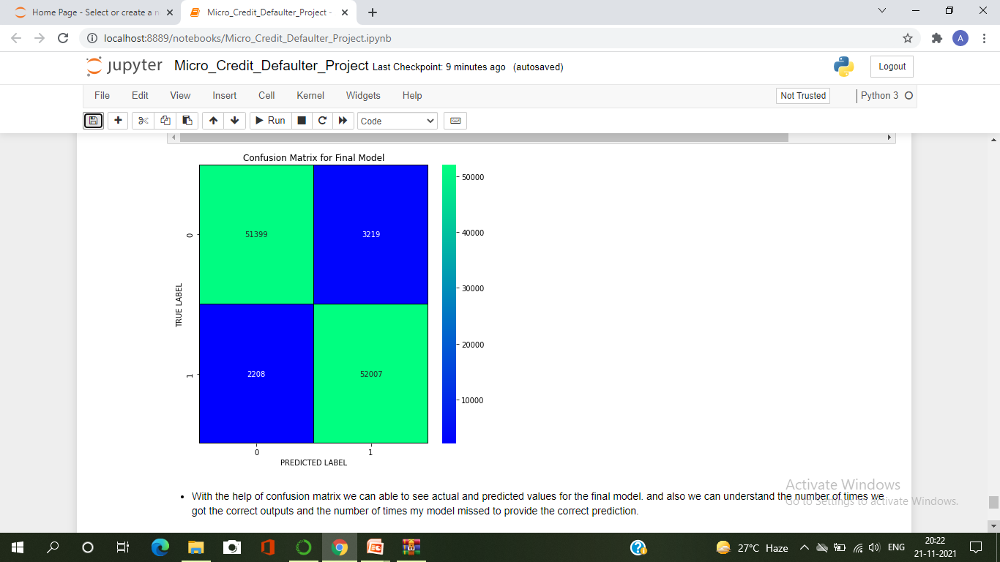 Home Page - Select or create a n
Micro_Credit_Defaulter_Project -
localhost:8889/notebooks/Micro_Credit_Defaulter_Project.ipynb
A
jupyter Micro_Credit_Defaulter_Project Last Checkpoint: 9 minutes ago (autosaved)
Logout
File Edit View Insert Cell Kernel Widgets Help
Not Trusted
Python 3
Run
Code
Confusion Matrix for Final Model
TRUE LABEL
0
1
51399
3219
2208
52007
0
1
PREDICTED LABEL
50000
40000
30000
20000
10000
With the help of confusion matrix we can able to see actual and predicted values for the final model. and also we can understand the number of times we
got the correct outputs and the number of times my model missed to provide the correct prediction.
Activate Windows
Go to Settings to activate Windows.
27°C Haze
ENG
20:22
21-11-2021